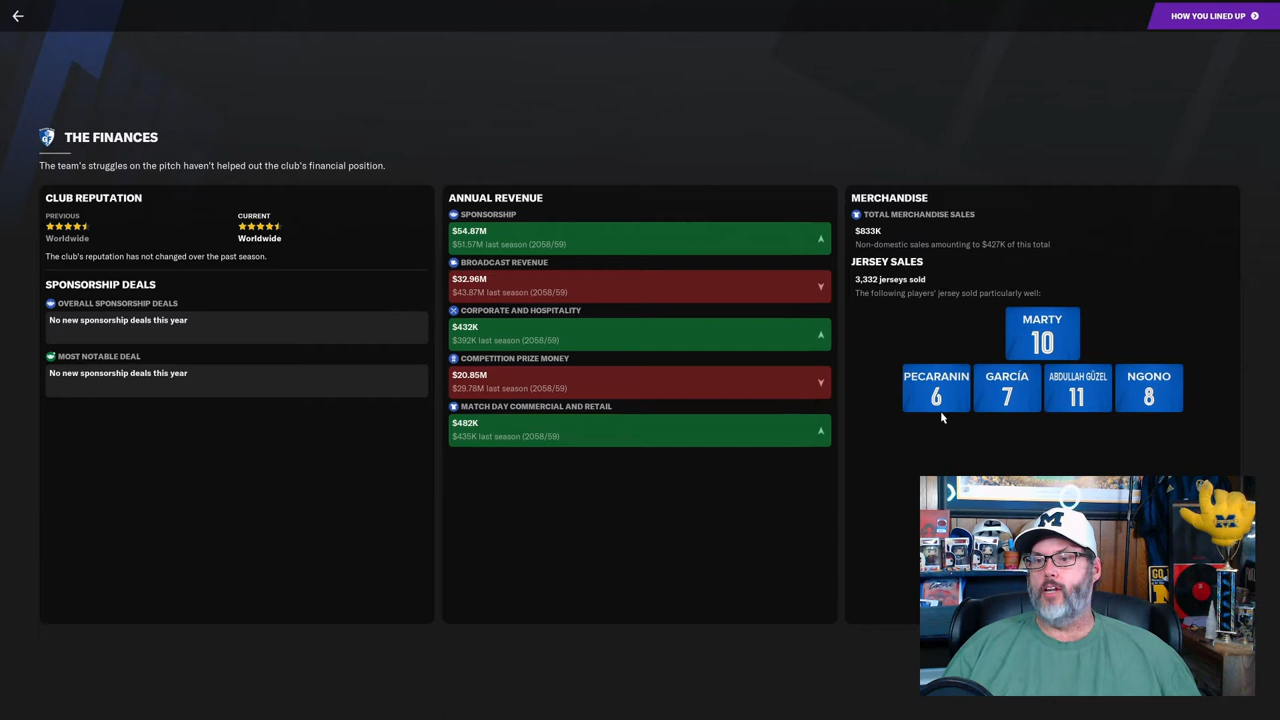 HOW YOU LINED UP
THE FINANCES
The team's struggles on the pitch haven't helped out the club's financial position.
CLUB REPUTATION
PREVIOUS
Worldwide
CURRENT
Worldwide
The club's reputation has not changed over the past season.
SPONSORSHIP DEALS
OVERALL SPONSORSHIP DEALS
No new sponsorship deals this year
MOST NOTABLE DEAL
No new sponsorship deals this year
ANNUAL REVENUE
SPONSORSHIP
$54.87M
$51.57M last season (2058/59)
BROADCAST REVENUE
$32.96M
$43.87M last season (2058/59)
CORPORATE AND HOSPITALITY
$432K
$392K last season (2058/59)
COMPETITION PRIZE MONEY
$20.85M
$29.78M last season (2058/59)
MATCH DAY COMMERCIAL AND RETAIL
$482K
$435K last season (2058/59)
MERCHANDISE
TOTAL MERCHANDISE SALES
$833K
Non-domestic sales amounting to $427K of this total
JERSEY SALES
3,332 jerseys sold
The following players' jersey sold particularly well:
MARTY
10
PECARANIN
6
GARCÍA
7
ABDULLAH GÜZEL
11
NGONO
8
M
M